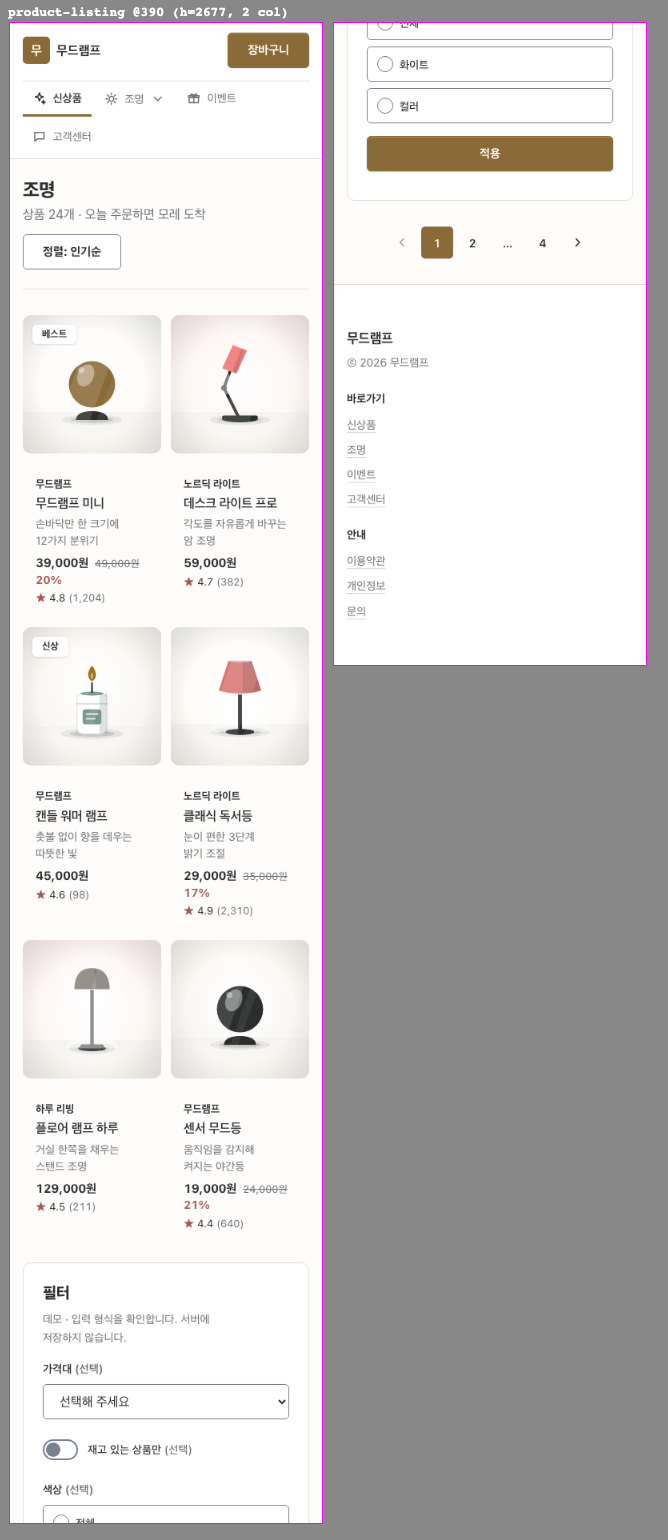 product-listing @390 (h=2677, 2 col)
무 무드램프
장바구니
신상품 조명 이벤트
고객센터
조명
상품 24개 · 오늘 주문하면 모레 도착
정렬: 인기순
베스트
무드램프
무드램프 미니
손바닥만 한 크기에
12가지 분위기
39,000원 49,000원
20%
★ 4.8 (1,204)
노르딕 라이트
데스크 라이트 프로
각도를 자유롭게 바꾸는
암 조명
59,000원
★ 4.7 (382)
신상
무드램프
캔들 워머 램프
촛불 없이 향을 데우는
따뜻한 빛
45,000원
★ 4.6 (98)
노르딕 라이트
클래식 독서등
눈이 편한 3단계
밝기 조절
29,000원 35,000원
17%
★ 4.9 (2,310)
하루 리빙
플로어 램프 하루
거실 한쪽을 채우는
스탠드 조명
129,000원
★ 4.5 (211)
무드램프
센서 무드등
움직임을 감지해
켜지는 야간등
19,000원 24,000원
21%
★ 4.4 (640)
필터
데모 · 입력 형식을 확인합니다. 서버에
저장하지 않습니다.
가격대 (선택)
선택해 주세요
재고 있는 상품만 (선택)
색상 (선택)
전체
화이트
컬러
적용
1 2 … 4
무드램프
© 2026 무드램프
바로가기
신상품
조명
이벤트
고객센터
안내
이용약관
개인정보
문의